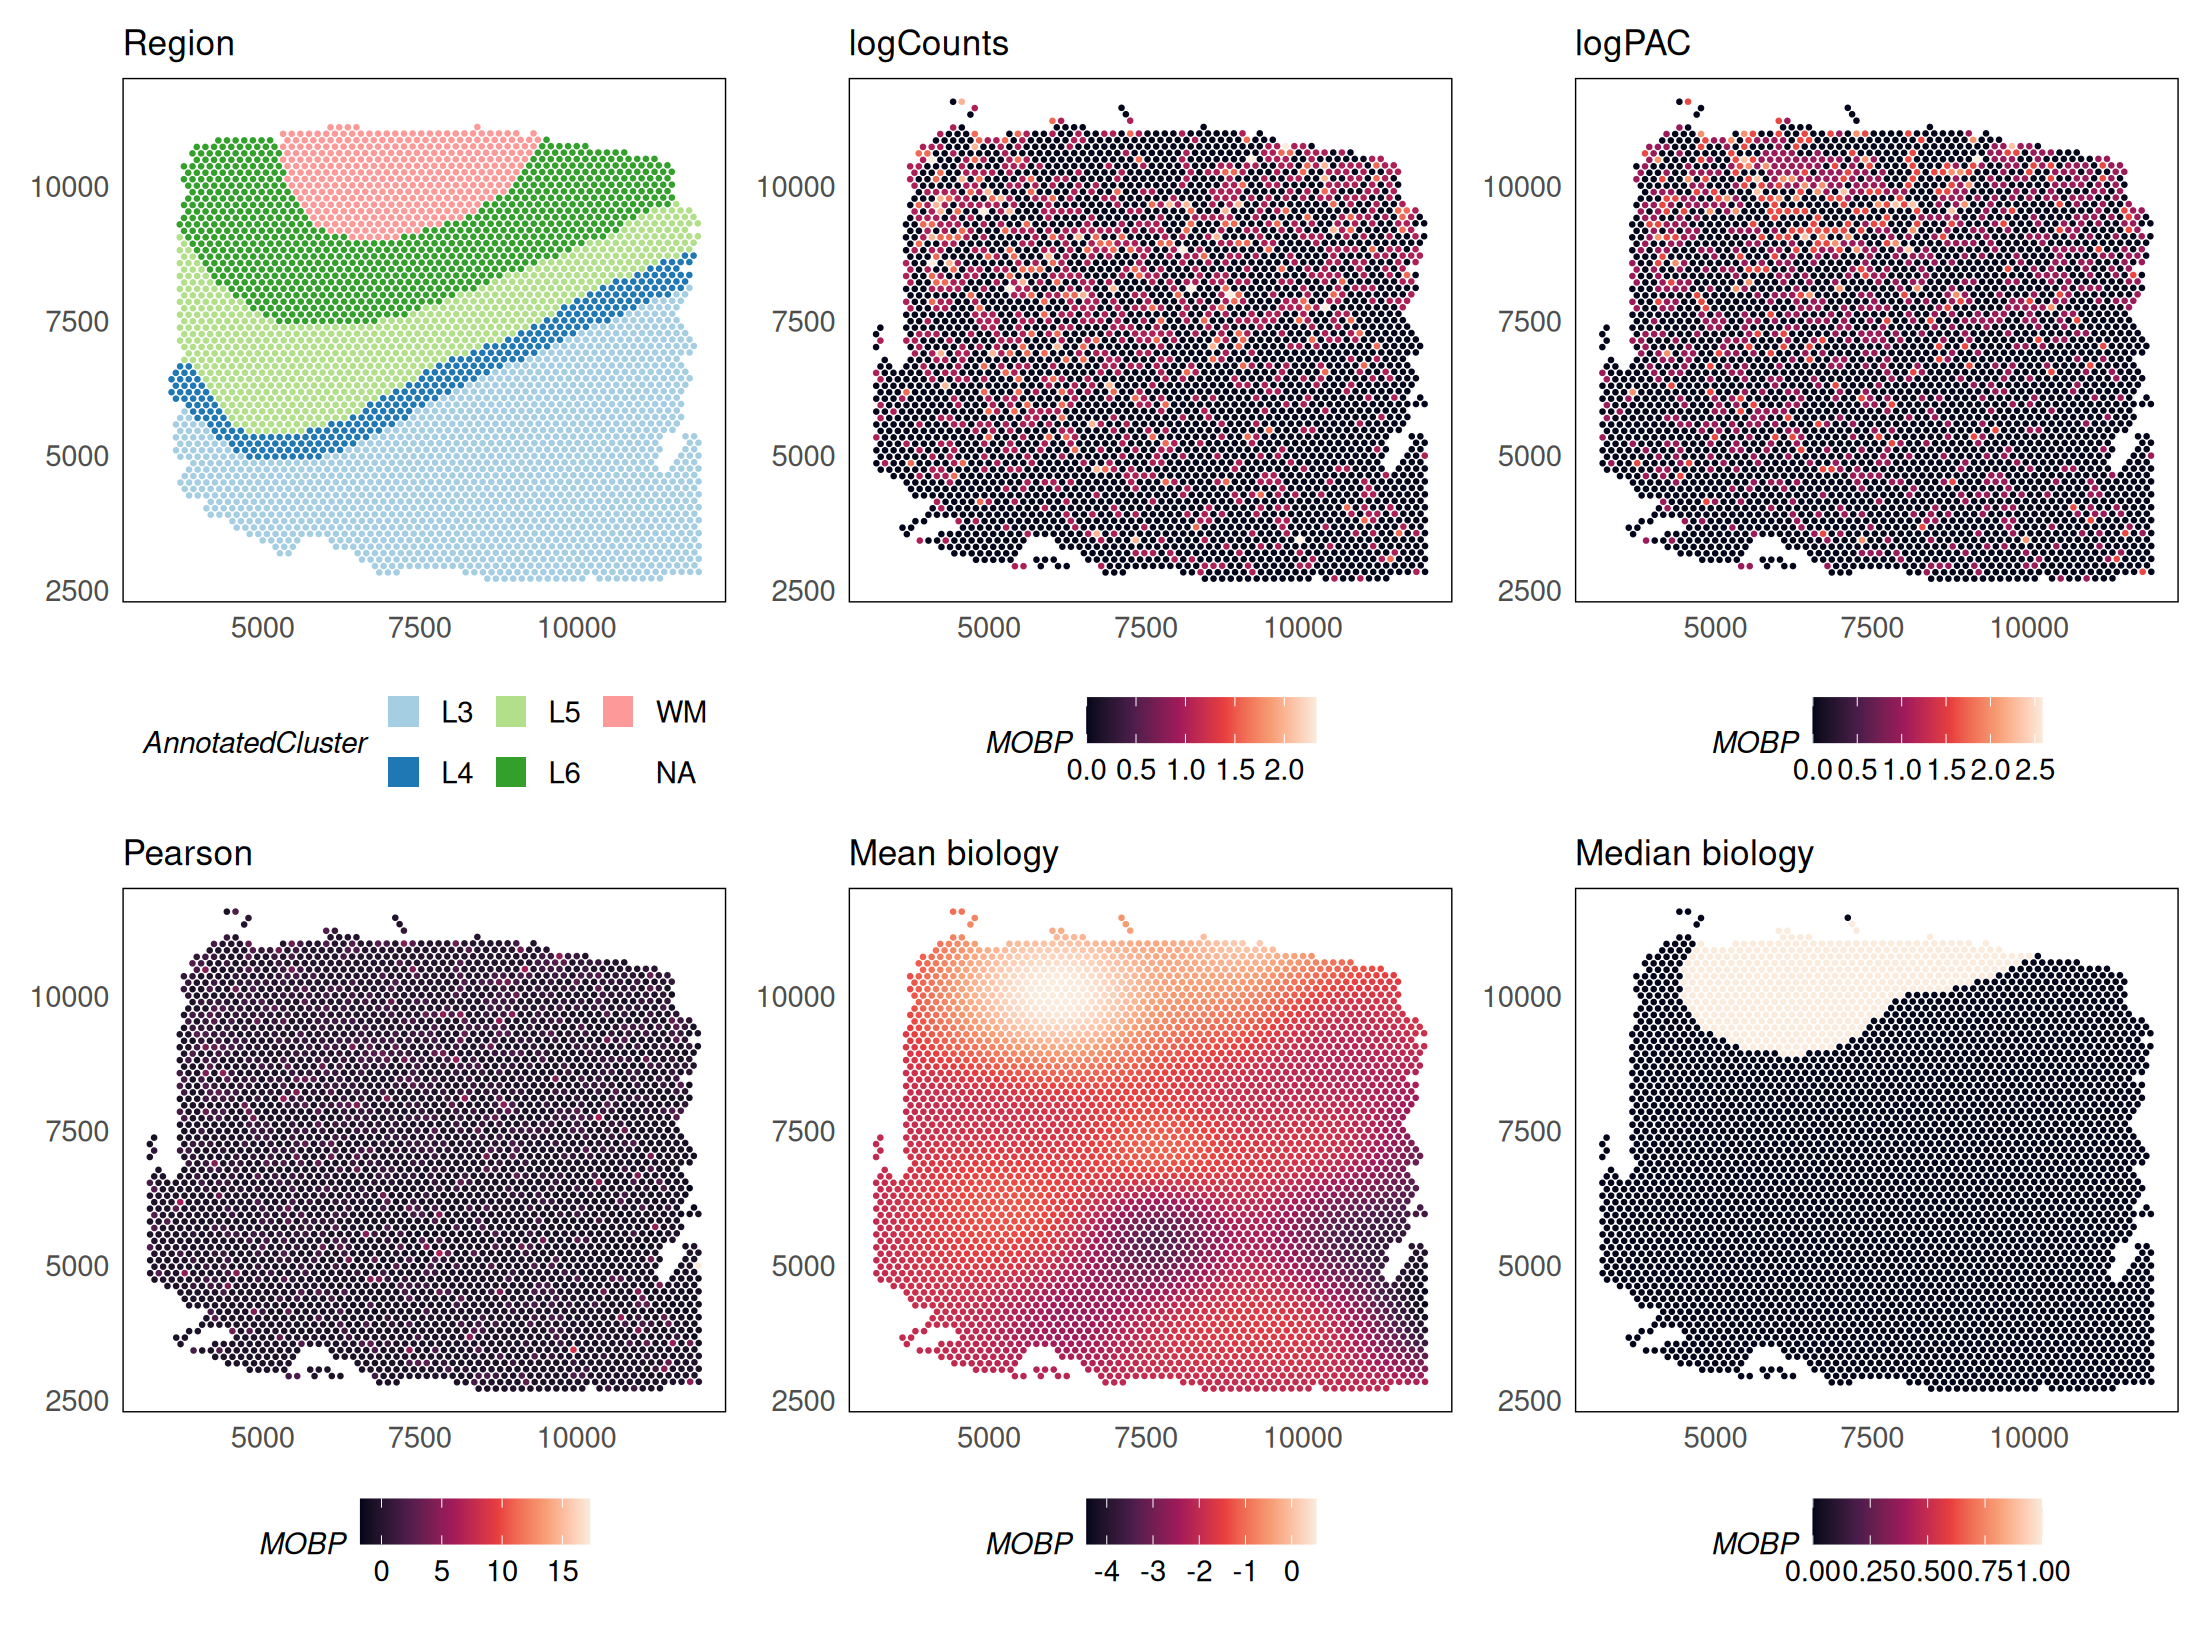 Region
logCounts
logPAC
10000
7500
5000
2500
5000 7500 10000
10000
7500
5000
2500
5000 7500 10000
10000
7500
5000
2500
5000 7500 10000
AnnotatedCluster
L3 L5 WM
L4 L6 NA
MOBP
0.0 0.5 1.0 1.5 2.0
MOBP
0.0 0.5 1.0 1.5 2.0 2.5
Pearson
Mean biology
Median biology
10000
7500
5000
2500
5000 7500 10000
10000
7500
5000
2500
5000 7500 10000
10000
7500
5000
2500
5000 7500 10000
MOBP
0 5 10 15
MOBP
-4 -3 -2 -1 0
MOBP
0.00 0.25 0.50 0.75 1.00